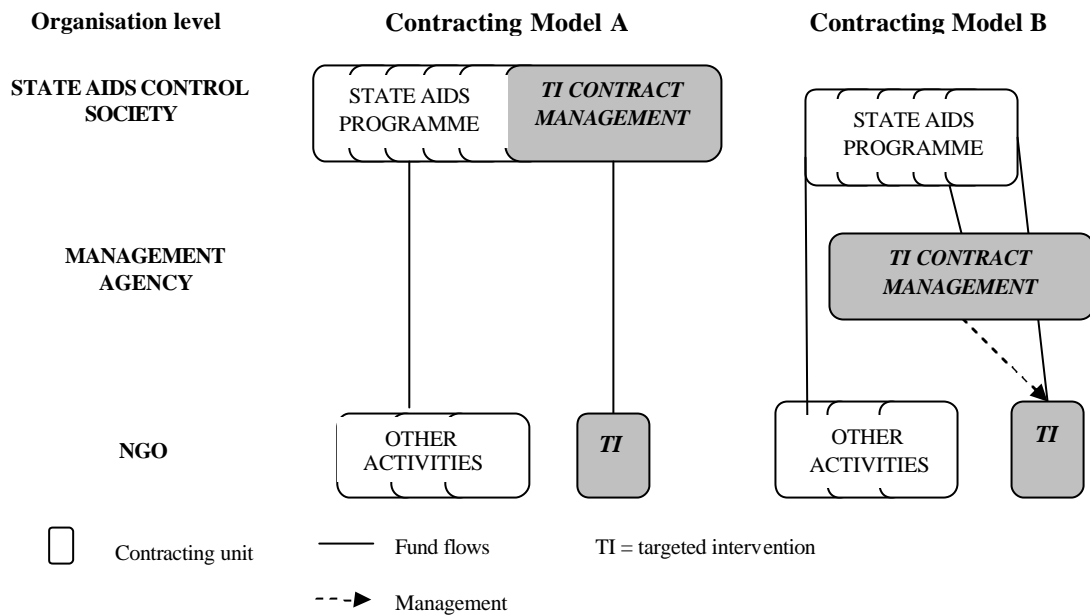 Organisation level
Contracting Model A
Contracting Model B
STATE AIDS CONTROL
SOCIETY
STATE AIDS
PROGRAMME
TI CONTRACT
MANAGEMENT
STATE AIDS
PROGRAMME
MANAGEMENT
AGENCY
TI CONTRACT
MANAGEMENT
NGO
OTHER
ACTIVITIES
TI
OTHER
ACTIVITIES
TI
Contracting unit
Fund flows
TI = targeted intervention
Management